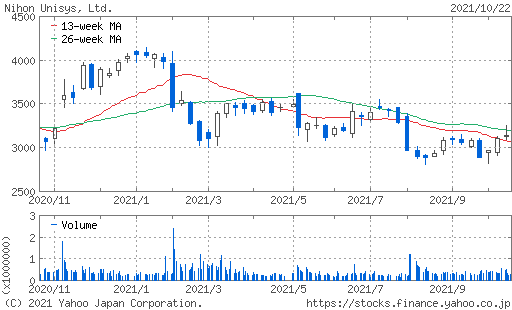 Nihon Unisys, Ltd. 2021/10/22
4500
13-week MA
26-week MA
4000
3500
3000
2500
2020/11 2021/1 2021/3 2021/5 2021/7 2021/9
3
Volume
2
1
0
(x1000000)
2020/11 2021/1 2021/3 2021/5 2021/7 2021/9
(C) 2021 Yahoo Japan Corporation. https://stocks.finance.yahoo.co.jp